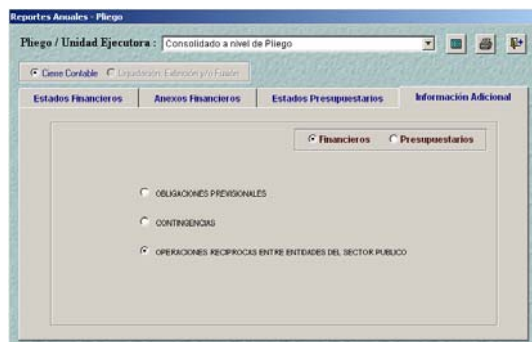 Reportes Anuales - Pliego
Pliego / Unidad Ejecutora : Consolidado a nivel de Pliego
Cierre Contable Liquidación, Extinción y/o Fusión
Estados Financieros Anexos Financieros Estados Presupuestarios Información Adicional
Financieros Presupuestarios
OBLIGACIONES PREVISIONALES
CONTINGENCIAS
OPERACIONES RECIPROCAS ENTRE ENTIDADES DEL SECTOR PUBLICO